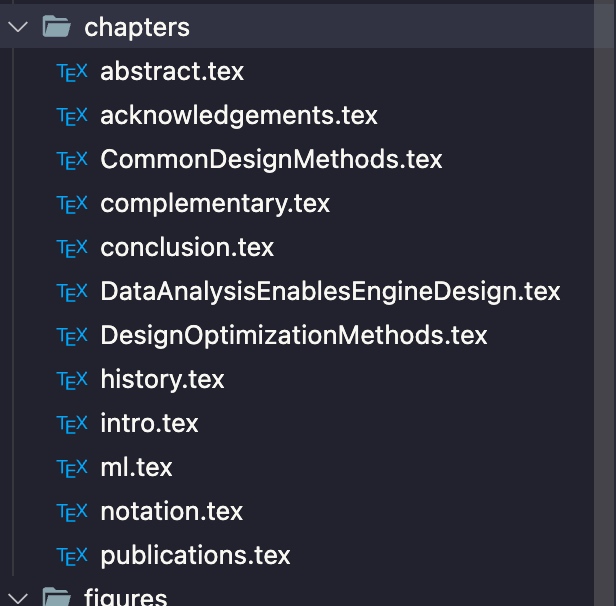 chapters
TEX abstract.tex
TEX acknowledgements.tex
TEX CommonDesignMethods.tex
TEX complementary.tex
TEX conclusion.tex
TEX DataAnalysisEnablesEngineDesign.tex
TEX DesignOptimizationMethods.tex
TEX history.tex
TEX intro.tex
TEX ml.tex
TEX notation.tex
TEX publications.tex
figures